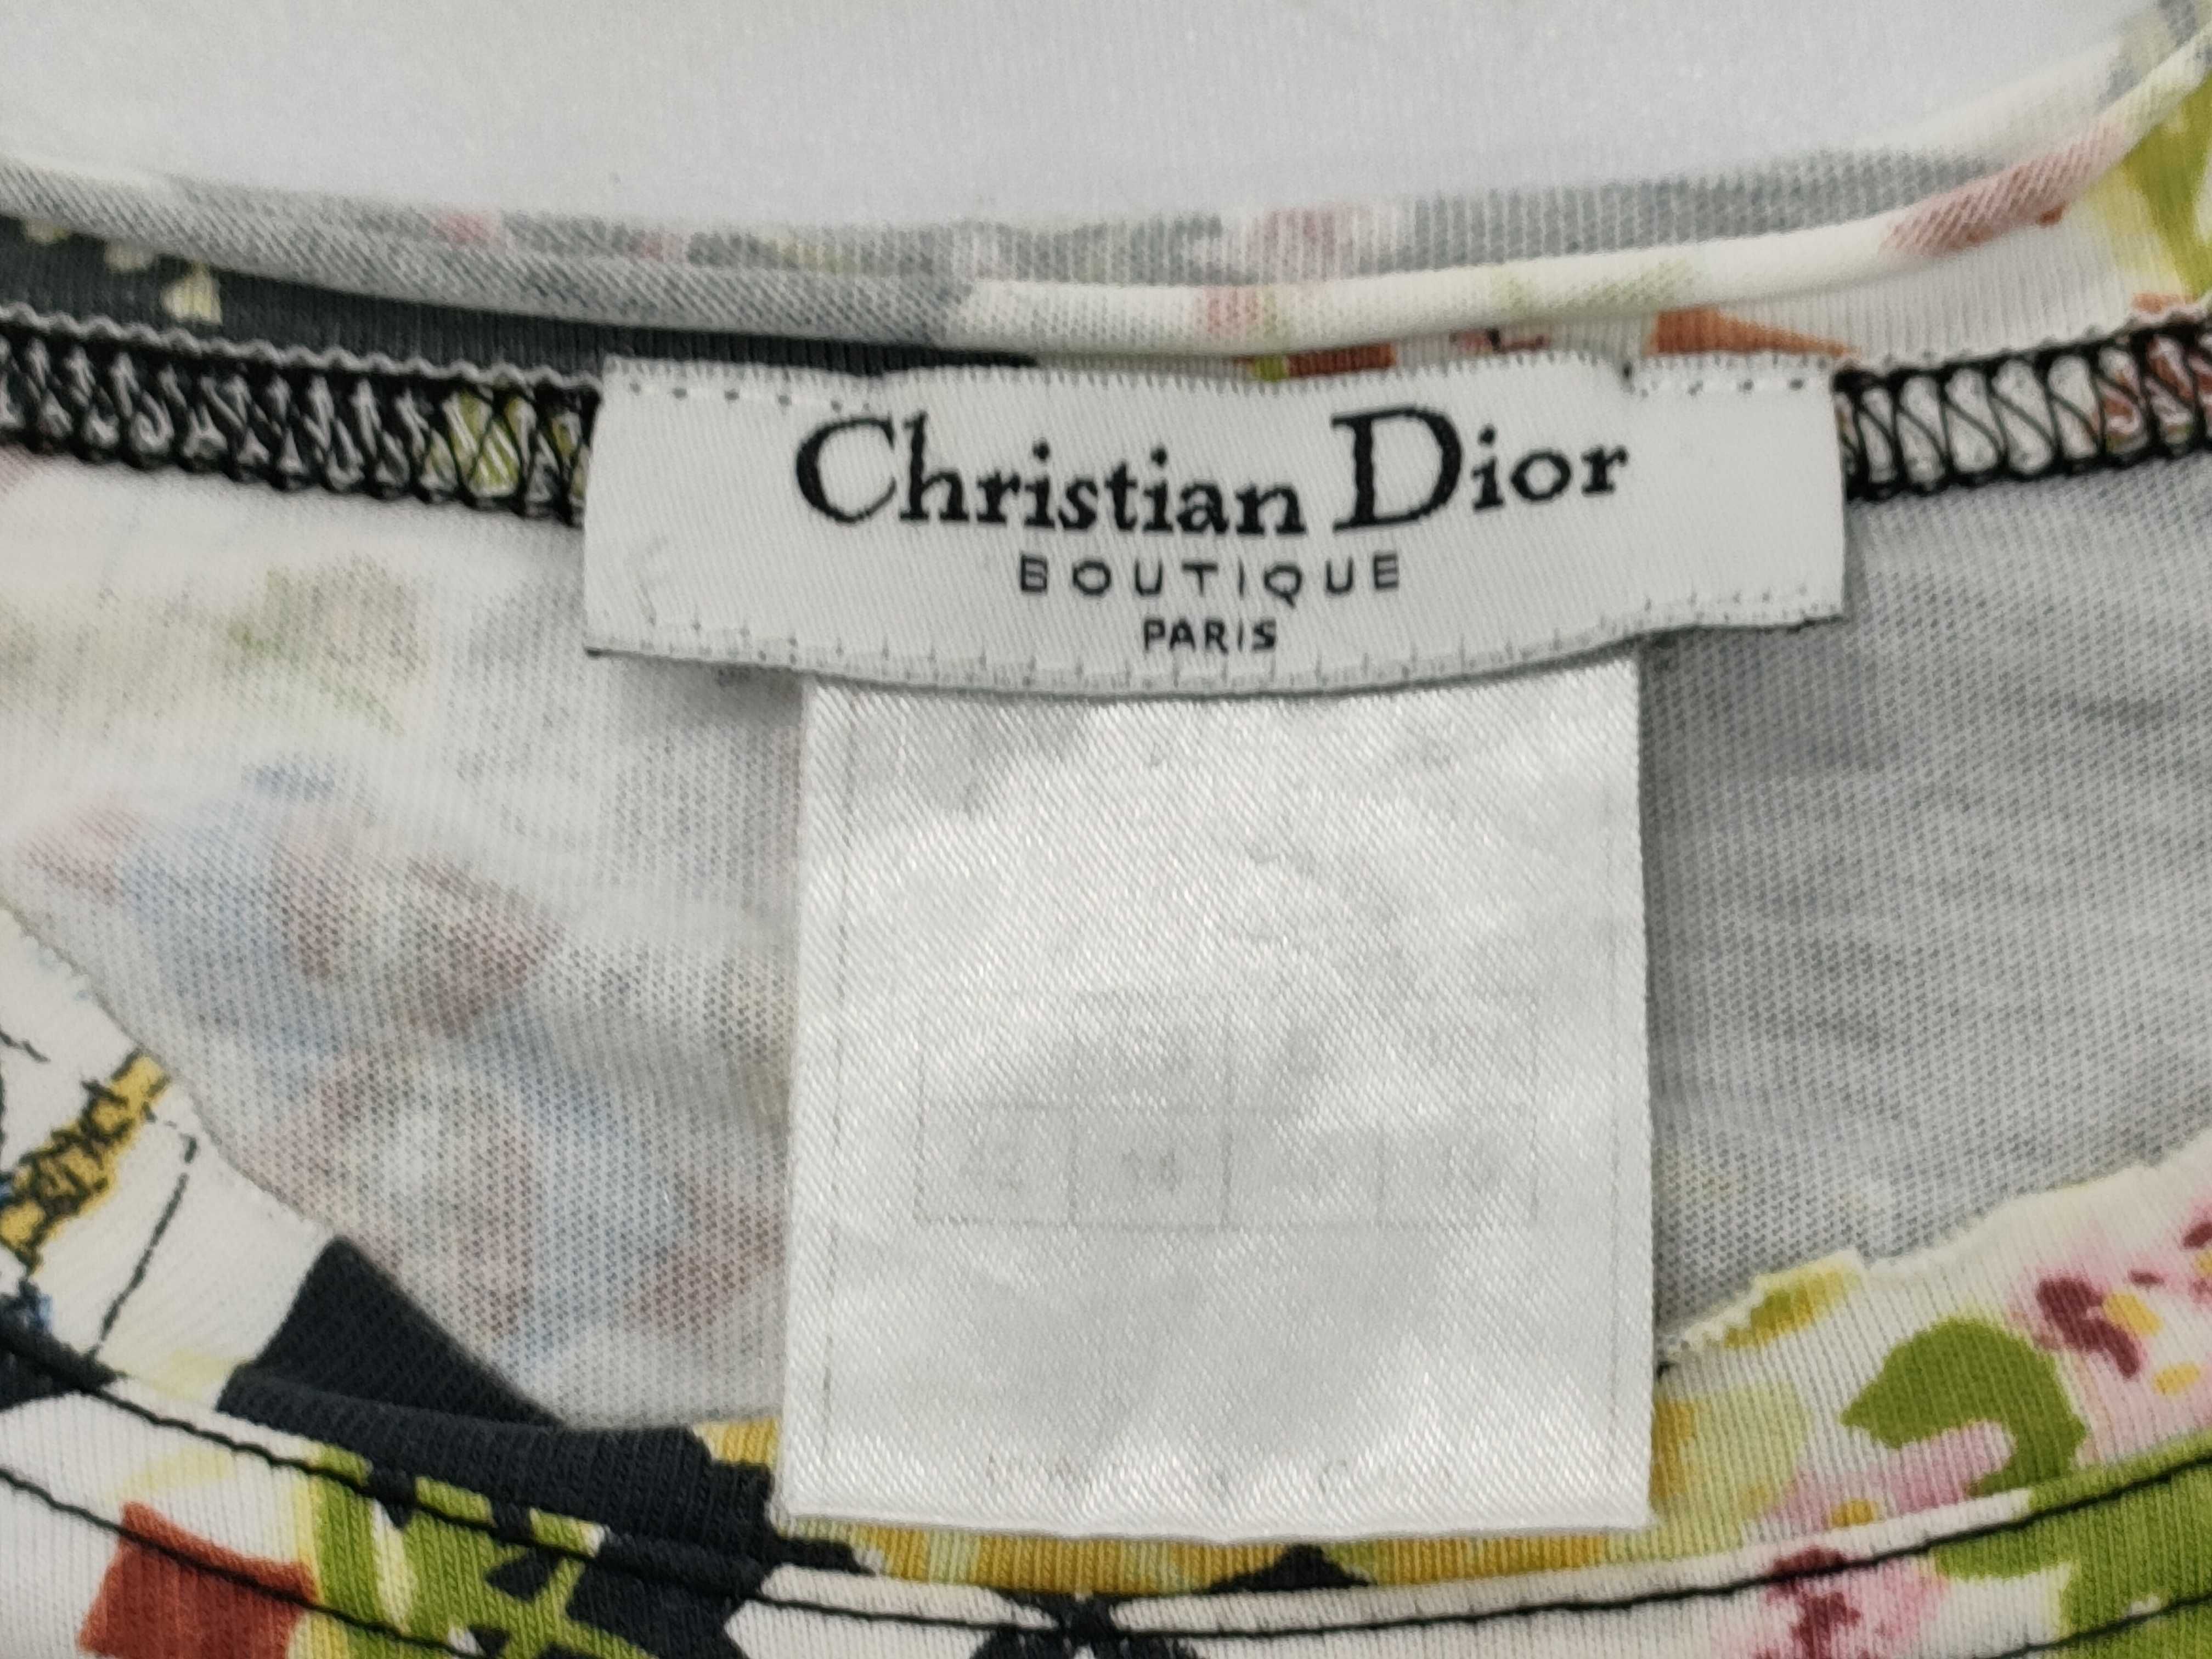 Christian Dior
BOUTIQUE
PARIS